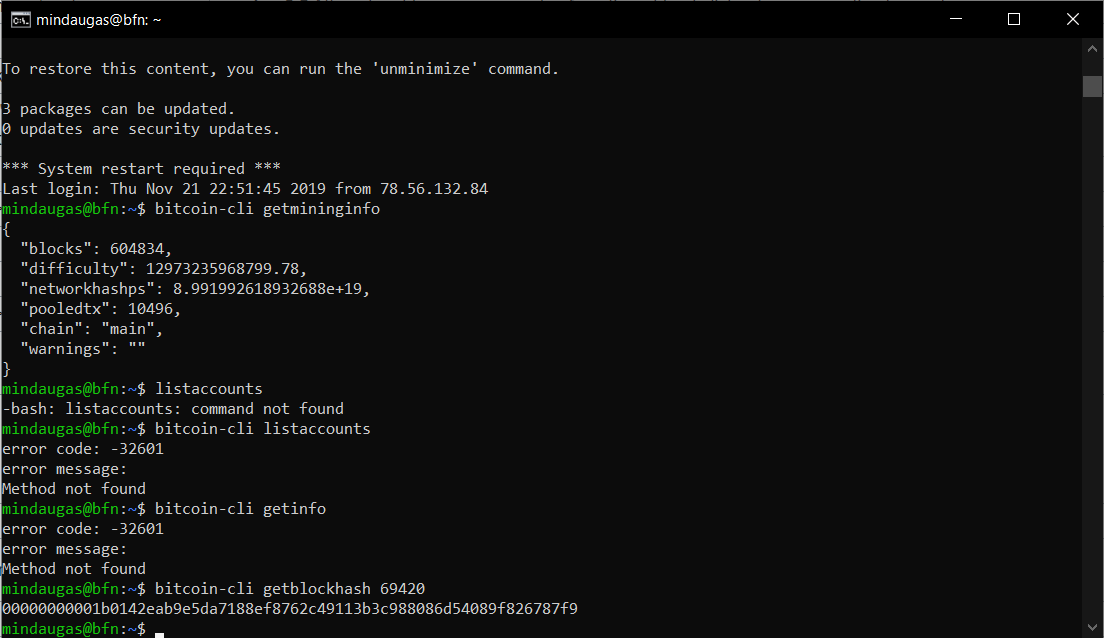 mindaugas@bfn: ~
To restore this content, you can run the 'unminimize' command.
3 packages can be updated.
0 updates are security updates.
*** System restart required ***
Last login: Thu Nov 21 22:51:45 2019 from 78.56.132.84
mindaugas@bfn:~$ bitcoin-cli getmininginfo
{
  "blocks": 604834,
  "difficulty": 12973235968799.78,
  "networkhashps": 8.991992618932688e+19,
  "pooledtx": 10496,
  "chain": "main",
  "warnings": ""
}
mindaugas@bfn:~$ listaccounts
-bash: listaccounts: command not found
mindaugas@bfn:~$ bitcoin-cli listaccounts
error code: -32601
error message:
Method not found
mindaugas@bfn:~$ bitcoin-cli getinfo
error code: -32601
error message:
Method not found
mindaugas@bfn:~$ bitcoin-cli getblockhash 69420
00000000001b0142eab9e5da7188ef8762c49113b3c988086d54089f826787f9
mindaugas@bfn:~$